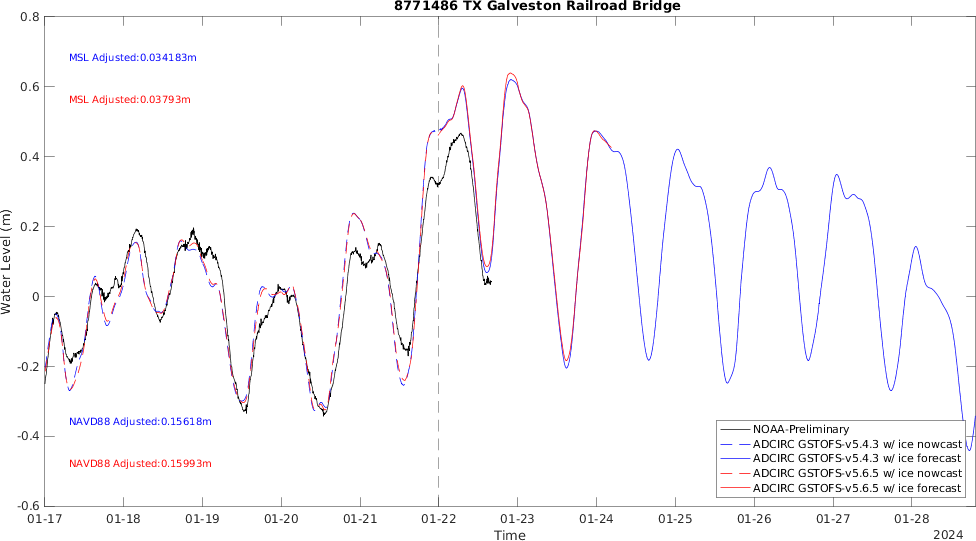 8771486 TX Galveston Railroad Bridge
0.8
0.6
0.4
0.2
0
-0.2
-0.4
-0.6
Water Level (m)
MSL Adjusted:0.034183m
MSL Adjusted:0.03793m
NAVD88 Adjusted:0.15618m
NAVD88 Adjusted:0.15993m
NOAA-Preliminary
ADCIRC GSTOFS-v5.4.3 w/ ice nowcast
ADCIRC GSTOFS-v5.4.3 w/ ice forecast
ADCIRC GSTOFS-v5.6.5 w/ ice nowcast
ADCIRC GSTOFS-v5.6.5 w/ ice forecast
01-17 01-18 01-19 01-20 01-21 01-22 01-23 01-24 01-25 01-26 01-27 01-28
Time
2024